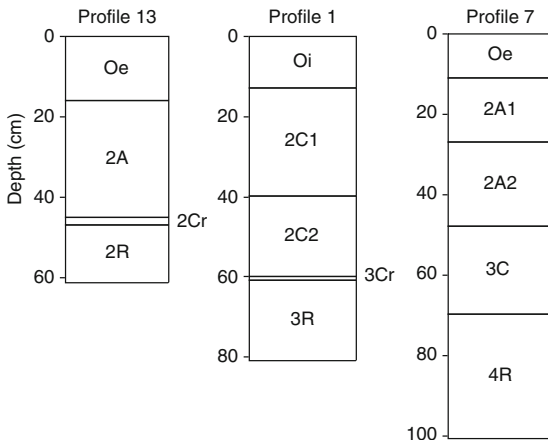 Profile 13
Depth (cm)
0
20
40
60
Oe
2A
2Cr
2R
Profile 1
0
20
40
60
80
Oi
2C1
2C2
3Cr
3R
Profile 7
0
20
40
60
80
100
Oe
2A1
2A2
3C
4R